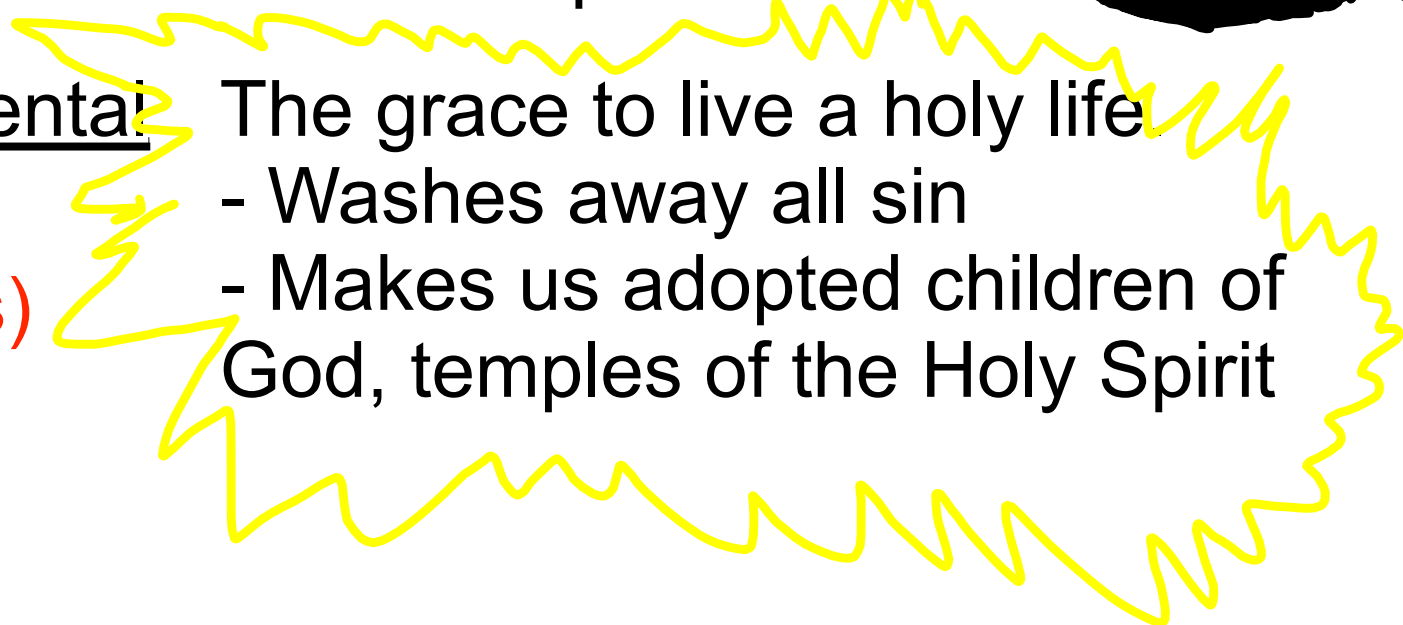 ental The grace to live a holy life.
- Washes away all sin
s) - Makes us adopted children of
God, temples of the Holy Spirit